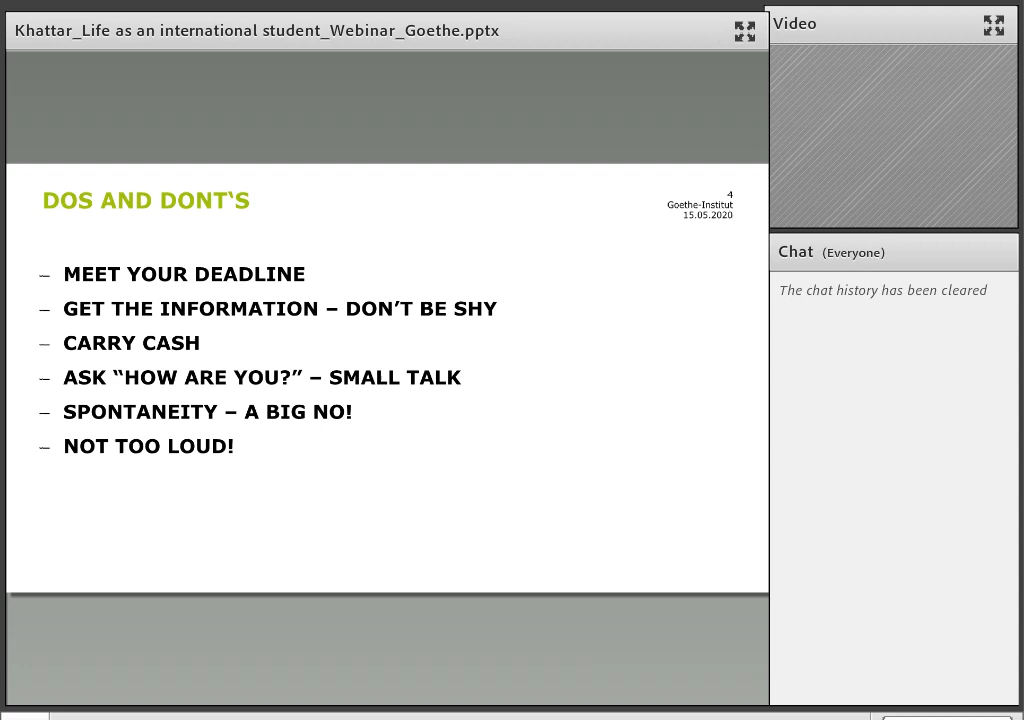 Khattar_Life as an international student_Webinar_Goethe.pptx
Video
DOS AND DONT‘S
4
Goethe-Institut
15.05.2020
– MEET YOUR DEADLINE
– GET THE INFORMATION – DON’T BE SHY
– CARRY CASH
– ASK “HOW ARE YOU?” – SMALL TALK
– SPONTANEITY – A BIG NO!
– NOT TOO LOUD!
Chat (Everyone)
The chat history has been cleared